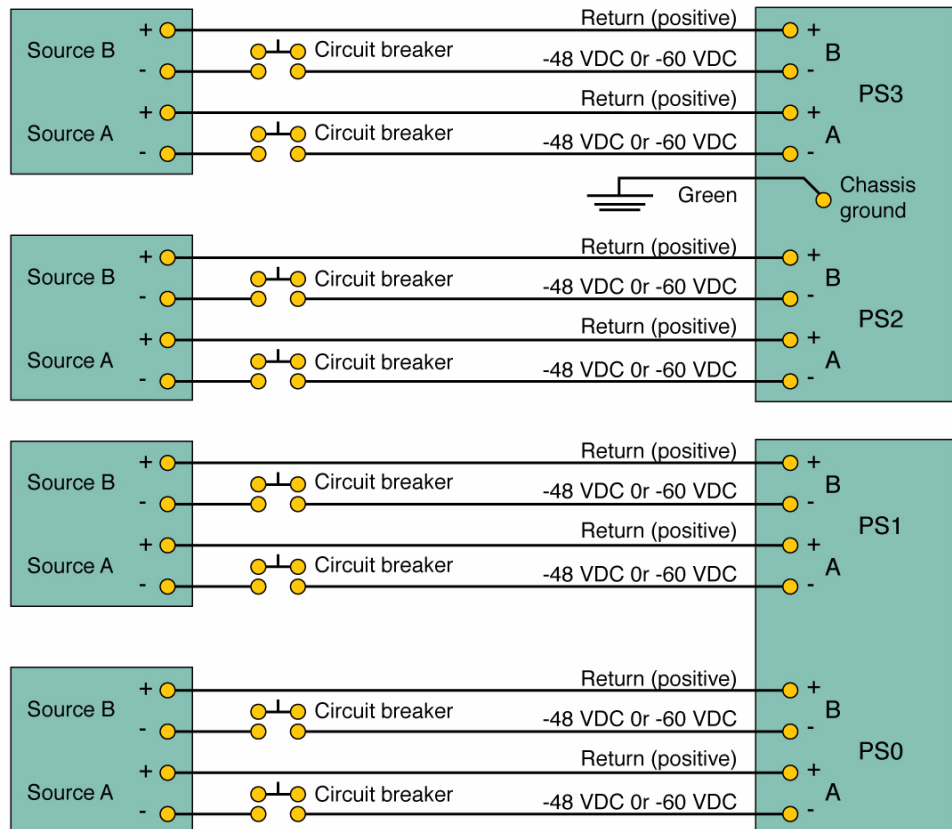 Return (positive)
+ +
Source B Circuit breaker B
- -48 VDC 0r -60 VDC -
PS3
Return (positive)
+ +
Source A Circuit breaker A
- -48 VDC 0r -60 VDC -
Green Chassis
ground
Return (positive)
+ +
Source B Circuit breaker B
- -48 VDC 0r -60 VDC -
PS2
Return (positive)
+ +
Source A Circuit breaker A
- -48 VDC 0r -60 VDC -
Return (positive)
+ +
Source B Circuit breaker B
- -48 VDC 0r -60 VDC -
PS1
Return (positive)
+ +
Source A Circuit breaker A
- -48 VDC 0r -60 VDC -
Return (positive)
+ +
Source B Circuit breaker B
- -48 VDC 0r -60 VDC -
PS0
Return (positive)
+ +
Source A Circuit breaker A
- -48 VDC 0r -60 VDC -